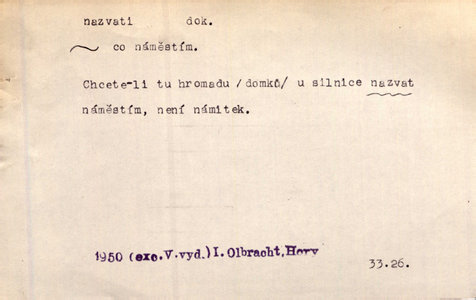 nazvati dok.
~ co náměstím.
Chcete-li tu hromadu /domků/ u silnice nazvat
náměstím, není námitek.
1950 (exc.V.vyd.) I. Olbracht, Hory
33.26.